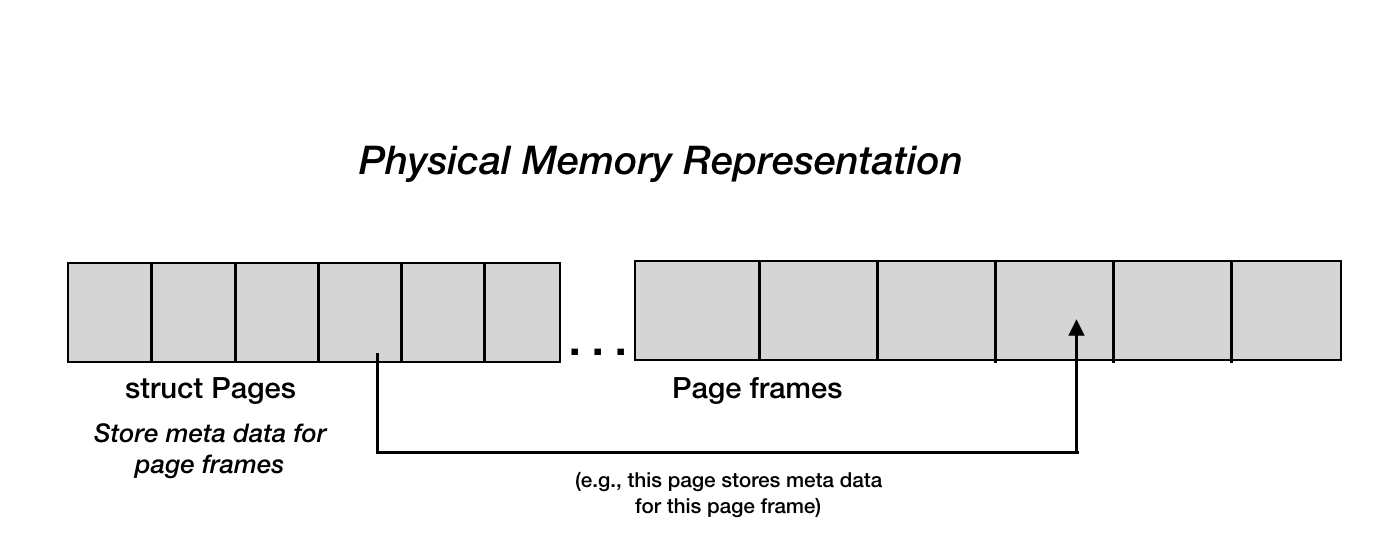 Physical Memory Representation
. . .
struct Pages
Page frames
Store meta data for
page frames
(e.g., this page stores meta data
for this page frame)